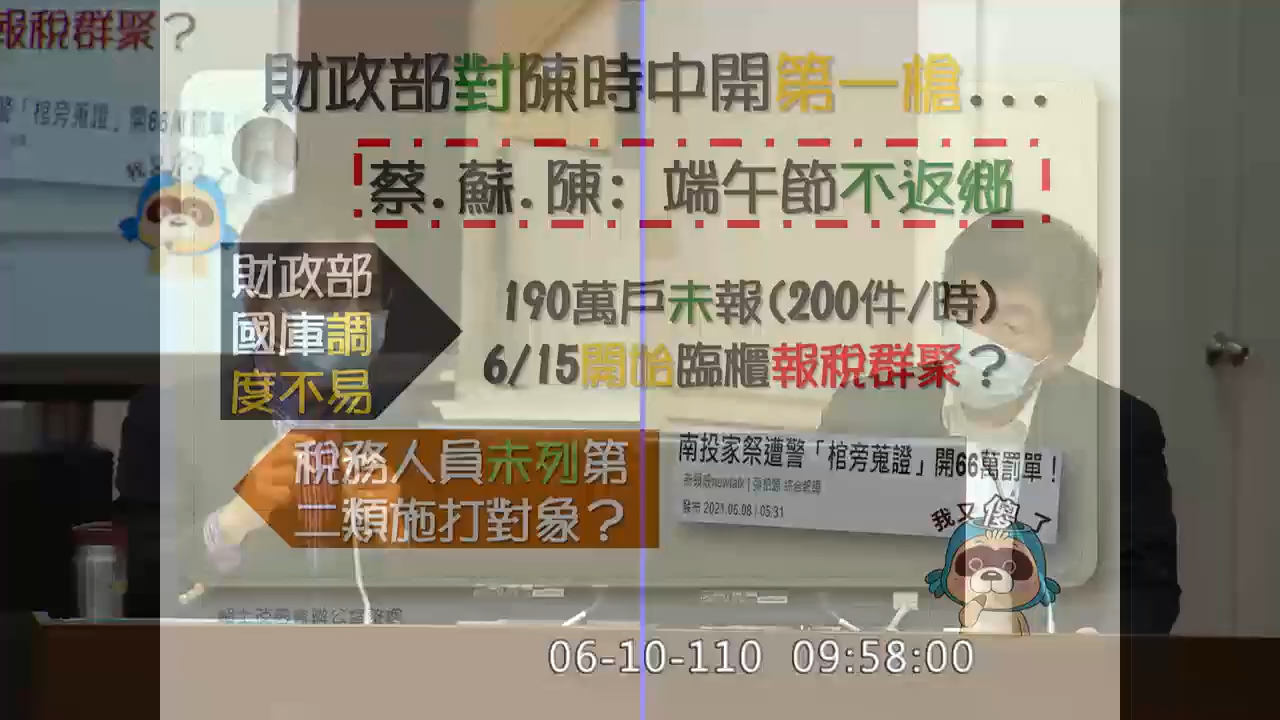 報稅群聚？
財政部對陳時中開第一槍...
蔡.蘇.陳: 端午節不返鄉
財政部
國庫調
度不易
190萬戶未報(200件/時)
6/15開始臨櫃報稅群聚？
稅務人員未列第
二類施打對象？
南投家祭遭警「棺旁蒐證」開66萬罰單！
發布 2021.06.08 | 05:31
我又傻了
06-10-110 09:58:00